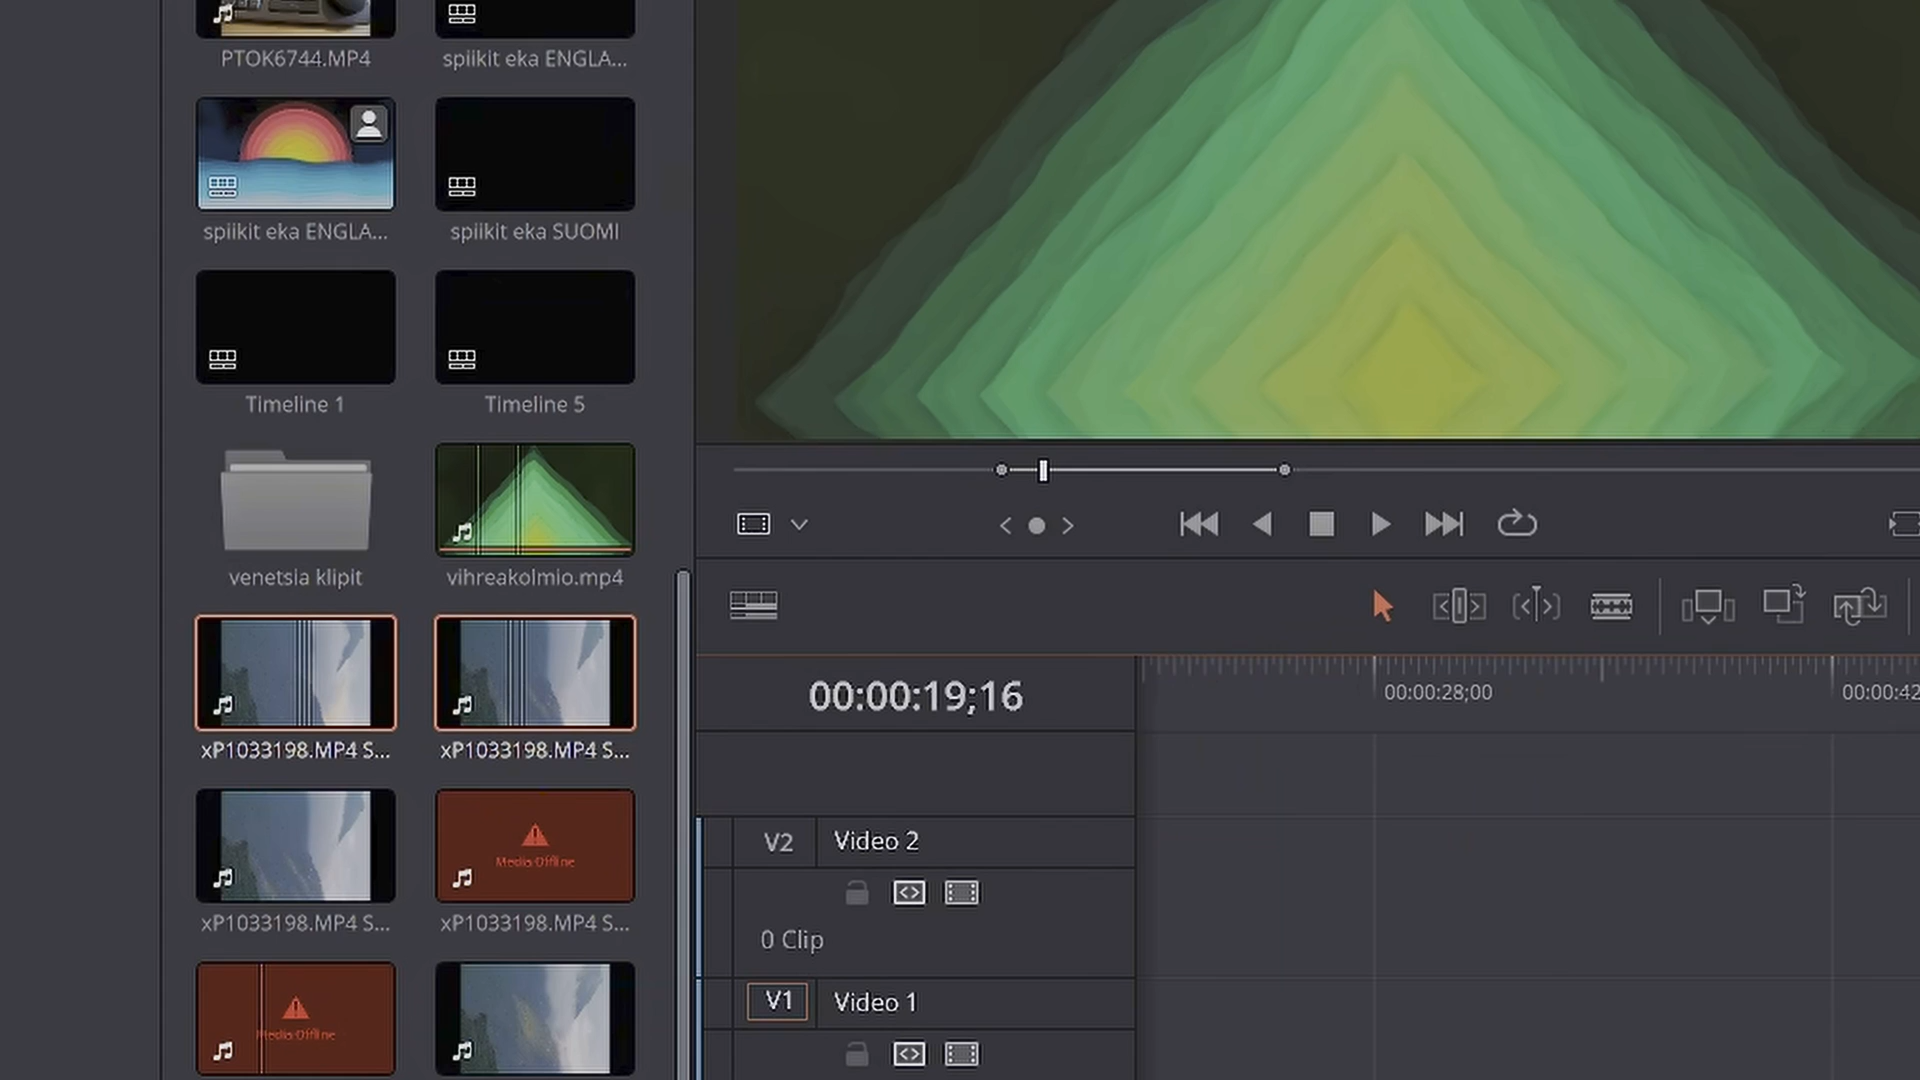 PTOK6744.MP4
spiikit eka ENGLA...
spiikit eka ENGLA...
spiikit eka SUOMI
Timeline 1
Timeline 5
venetsia klipit
vihreakolmio.mp4
xP1033198.MP4 S...
xP1033198.MP4 S...
xP1033198.MP4 S...
Media Offline
xP1033198.MP4 S...
Media Offline
00:00:19;16
00:00:28;00
00:00:42
V2
Video 2
0 Clip
V1
Video 1